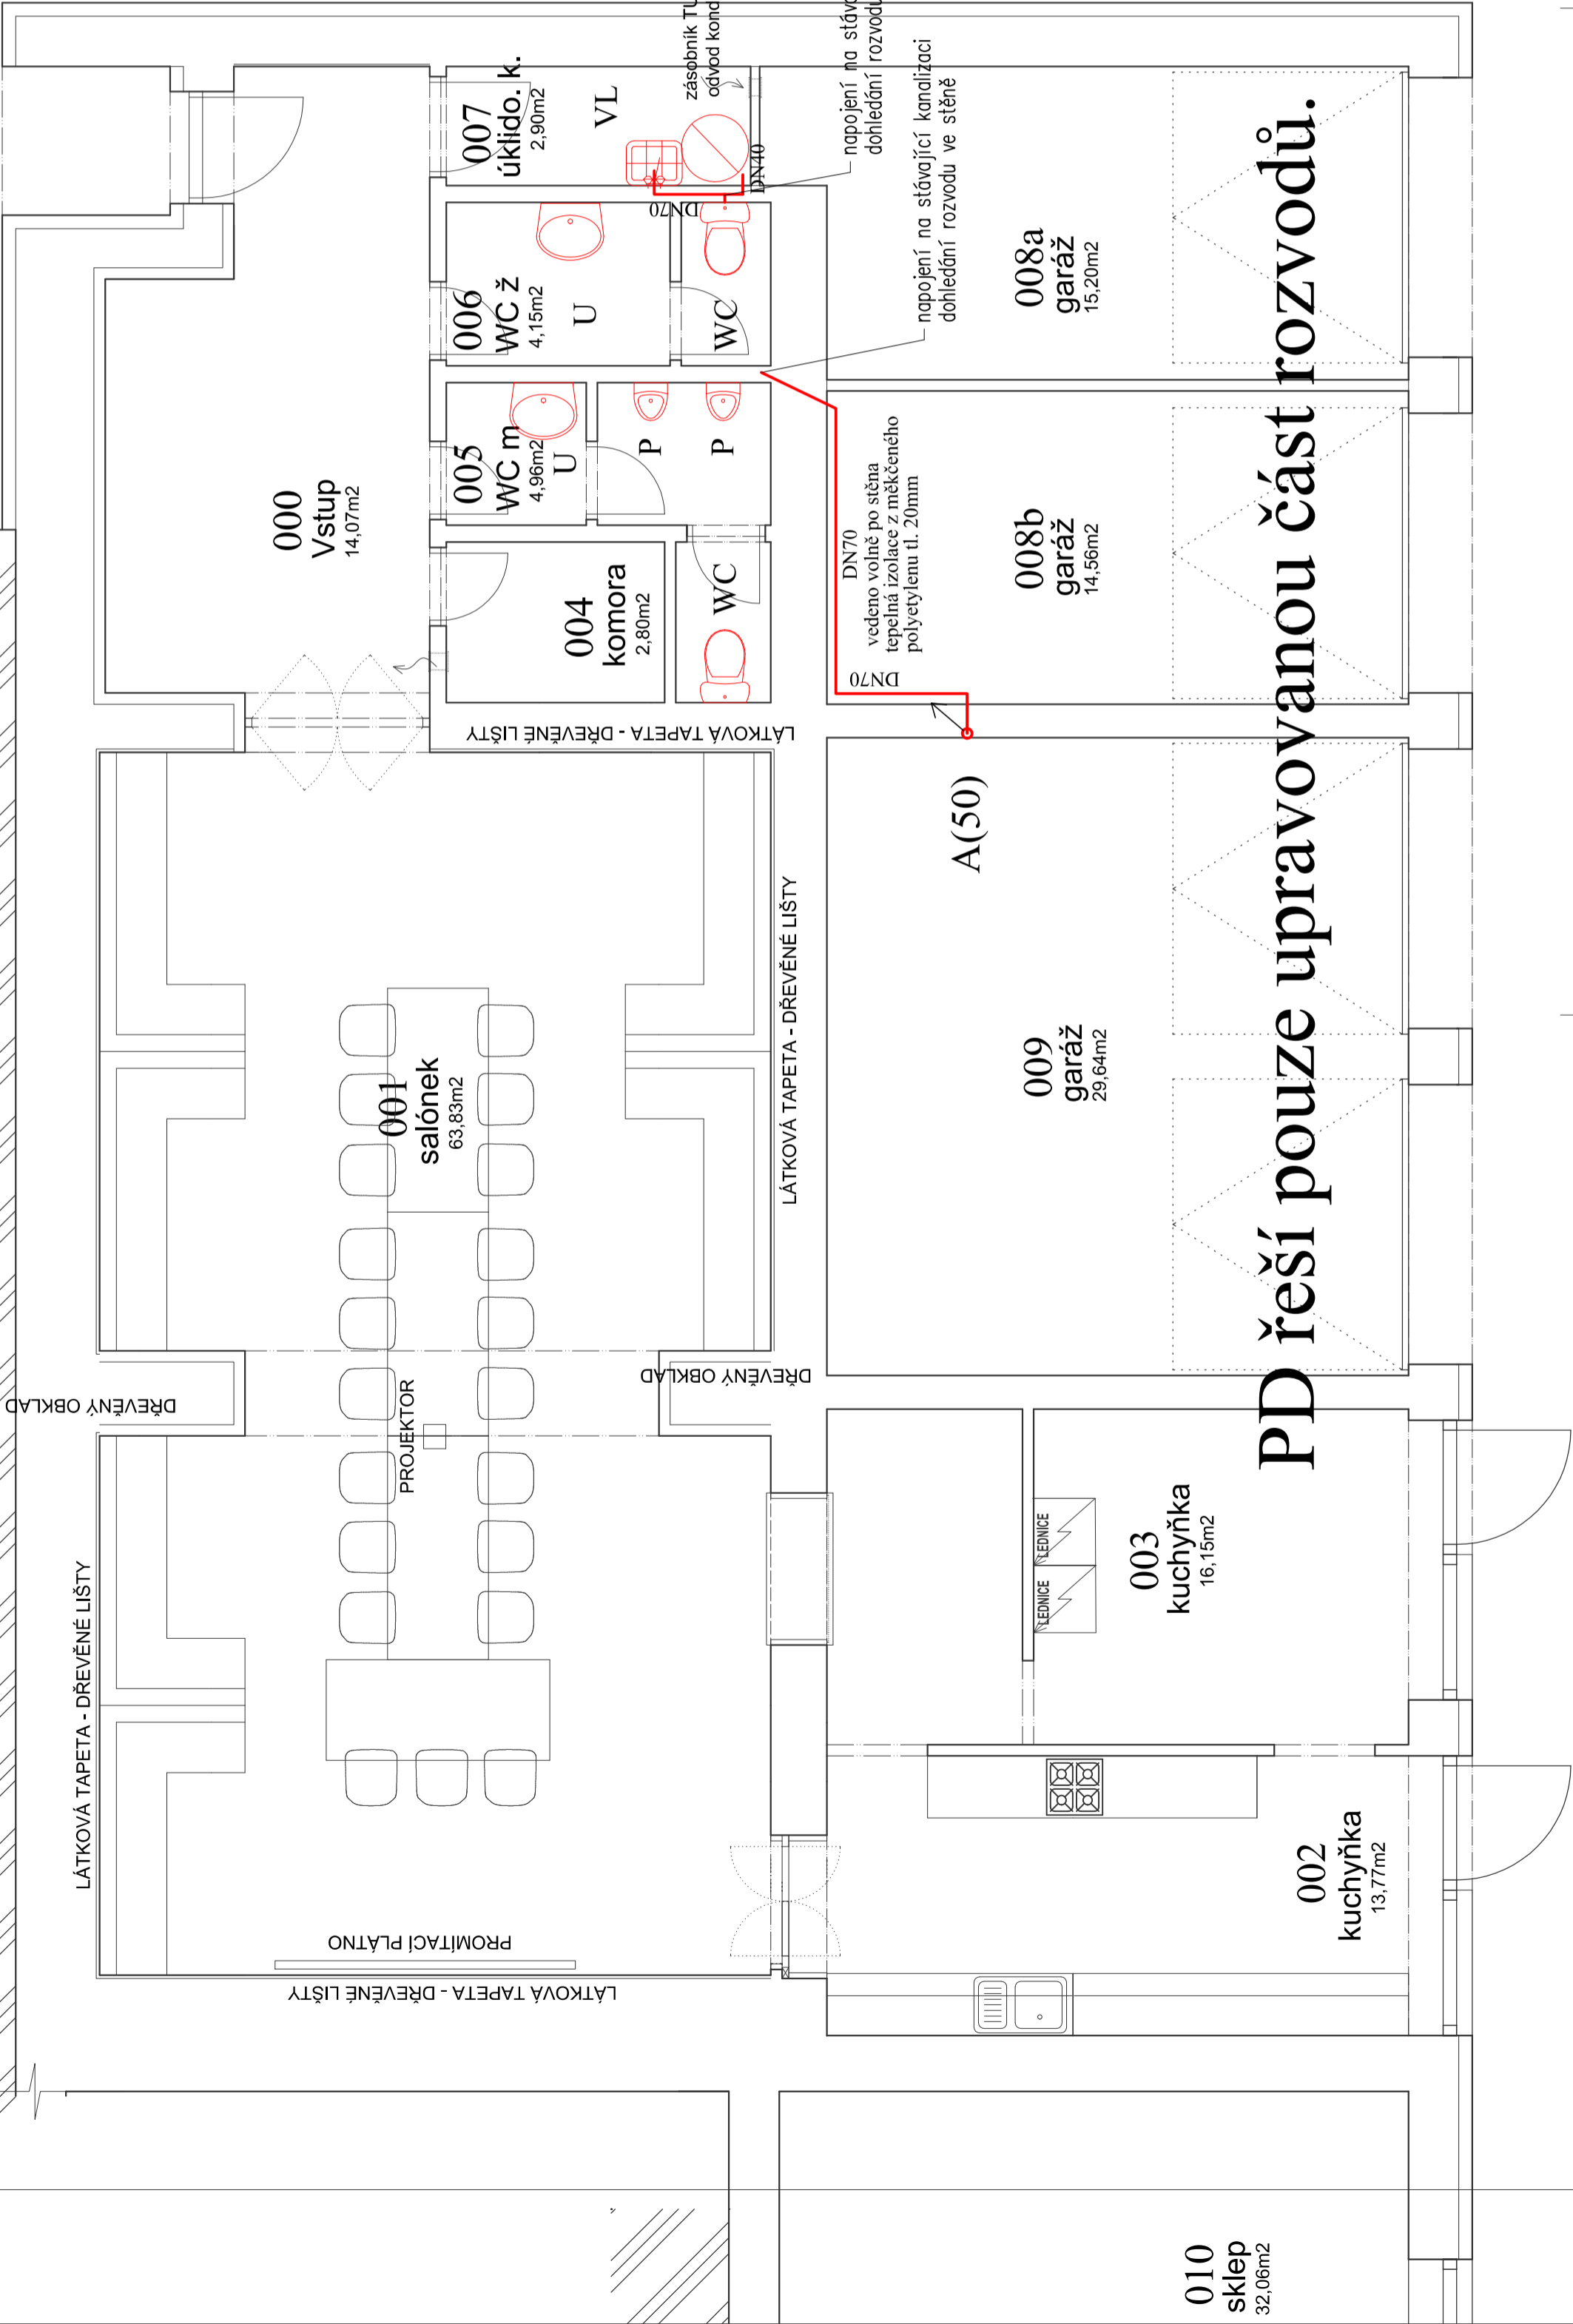 000
Vstup
14,07m2
007
úklido. k.
2,90m2
VL
zásobník
odvod
napojení na
dohledání rozvodu
napojení na stávající kanalizaci
dohledání rozvodu ve stěně
DN40
DN70
006
WC ž
4,15m2
U
WC
005
WC m
4,96m2
U
P
P
004
komora
2,80m2
WC
008a
garáž
15,20m2
008b
garáž
14,56m2
DN70
vedeno volně po stěna
tepelná izolace z měkčeného
polyetylenu tl. 20mm
DN70
A(50)
LÁTKOVÁ TAPETA - DŘEVĚNÉ LIŠTY
LÁTKOVÁ TAPETA - DŘEVĚNÉ LIŠTY
001
salónek
63,83m2
009
garáž
29,64m2
DŘEVĚNÝ OBKLAD
DŘEVĚNÝ OBKLAD
PROJEKTOR
LÁTKOVÁ TAPETA - DŘEVĚNÉ LIŠTY
PROMÍTACÍ PLÁTNO
LÁTKOVÁ TAPETA - DŘEVĚNÉ LIŠTY
LEDNICE
LEDNICE
003
kuchyňka
16,15m2
002
kuchyňka
13,77m2
010
sklep
32,06m2
PD řeší pouze upravovanou část rozvodů.